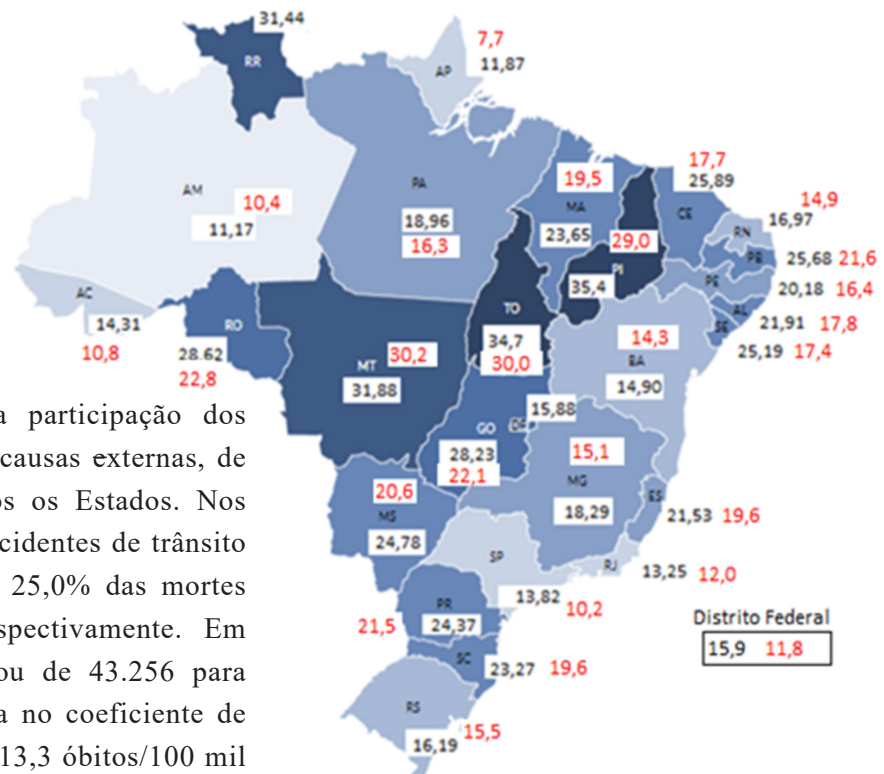 31,44
RR
7,7
AP
11,87
AM
10,4
11,17
PA
18,96
16,3
19,5
MA
23,65
29,0
PI
35,4
17,7
25,89
CE
14,9
16,97
RN
PB
25,68 21,6
PE
20,18 16,4
AL
21,91 17,8
SE
25,19 17,4
AC
14,31
10,8
RO
28.62
22,8
MT
30,2
31,88
TO
34,7
30,0
14,3
BA
14,90
15,88
GO
DF
28,23
22,1
15,1
MG
18,29
ES
21,53 19,6
20,6
MS
24,78
SP
13,82
10,2
RJ
13,25 12,0
PR
21,5
24,37
SC
23,27 19,6
RS
16,19
15,5
Distrito Federal
15,9 11,8
a participação dos
causas externas, de
os os Estados. Nos
cidentes de trânsito
25,0% das mortes
spectivamente. Em
ou de 43.256 para
a no coeficiente de
13,3 óbitos/100 mil